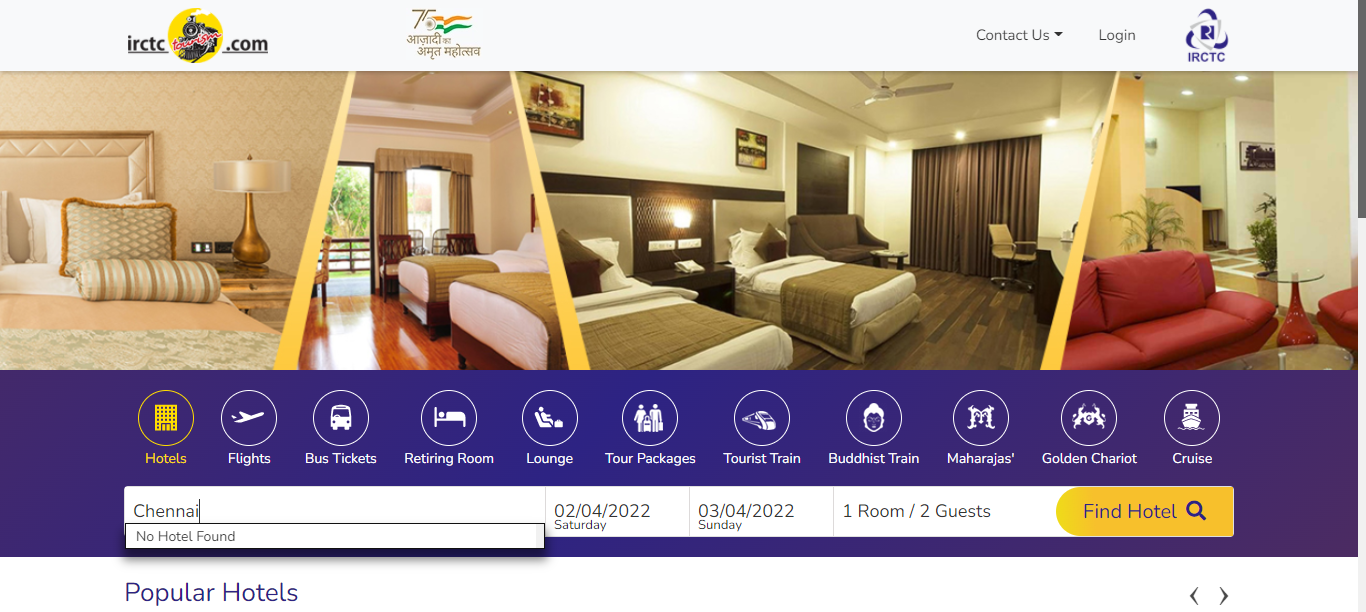 irctc tourism .com
75
आज़ादी का
अमृत महोत्सव
Contact Us
Login
IRCTC
Hotels
Flights
Bus Tickets
Retiring Room
Lounge
Tour Packages
Tourist Train
Buddhist Train
Maharajas'
Golden Chariot
Cruise
Chennai
02/04/2022
Saturday
03/04/2022
Sunday
1 Room / 2 Guests
Find Hotel
No Hotel Found
Popular Hotels